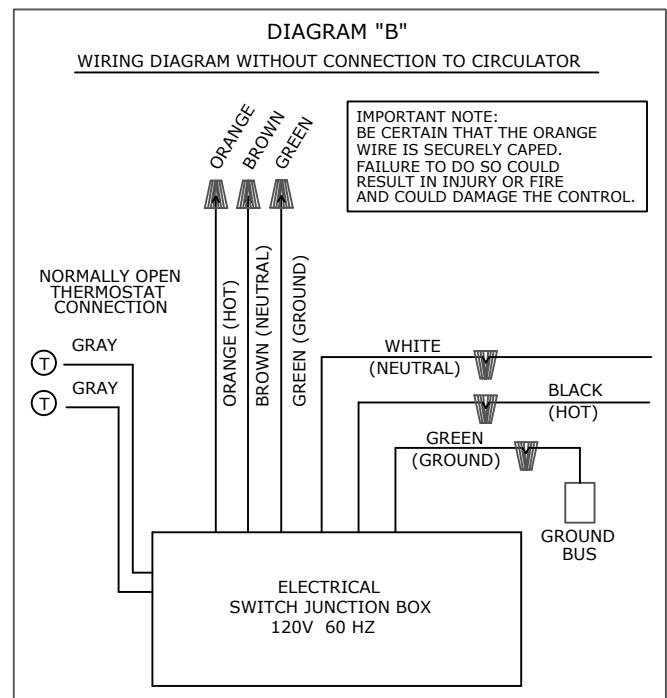 DIAGRAM "B"
WIRING DIAGRAM WITHOUT CONNECTION TO CIRCULATOR
ORANGE
BROWN
GREEN
IMPORTANT NOTE:
BE CERTAIN THAT THE ORANGE
WIRE IS SECURELY CAPED.
FAILURE TO DO SO COULD
RESULT IN INJURY OR FIRE
AND COULD DAMAGE THE CONTROL.
NORMALLY OPEN
THERMOSTAT
CONNECTION
T
GRAY
T
GRAY
ORANGE (HOT)
BROWN (NEUTRAL)
GREEN (GROUND)
WHITE
(NEUTRAL)
BLACK
(HOT)
GREEN
(GROUND)
GROUND
BUS
ELECTRICAL
SWITCH JUNCTION BOX
120V 60 HZ